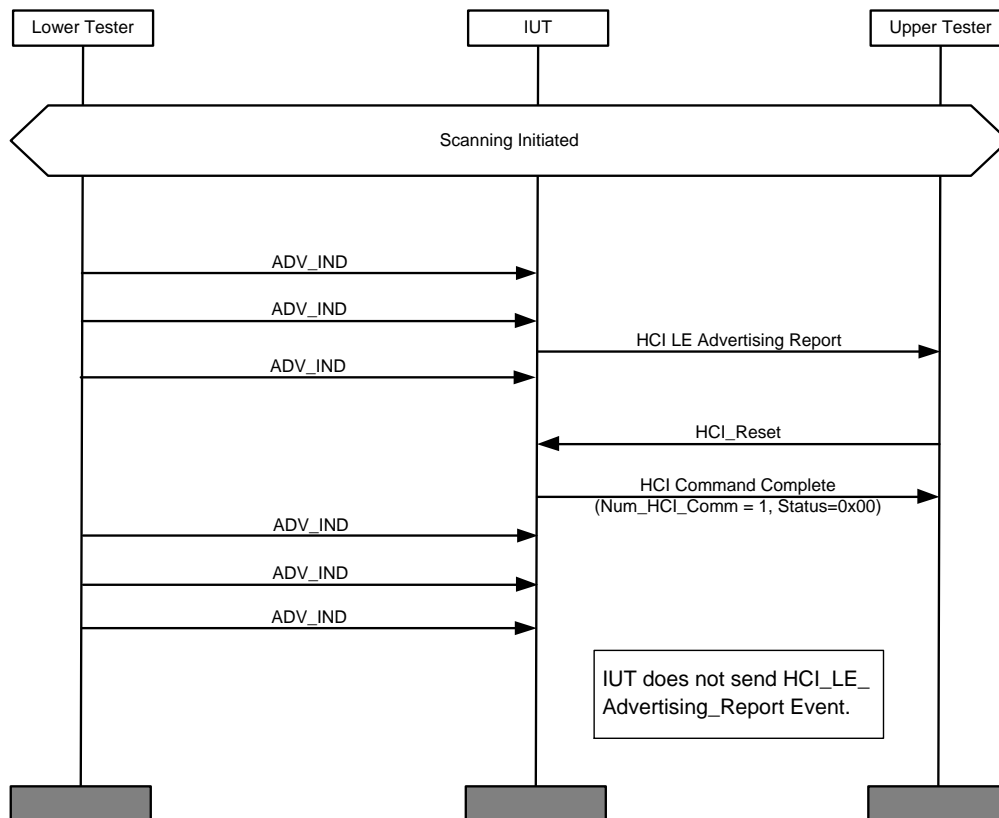 Lower Tester
IUT
Upper Tester
Scanning Initiated
ADV_IND
ADV_IND
HCI LE Advertising Report
ADV_IND
HCI_Reset
HCI Command Complete
(Num_HCI_Comm = 1, Status=0x00)
ADV_IND
ADV_IND
ADV_IND
IUT does not send HCI_LE_
Advertising_Report Event.